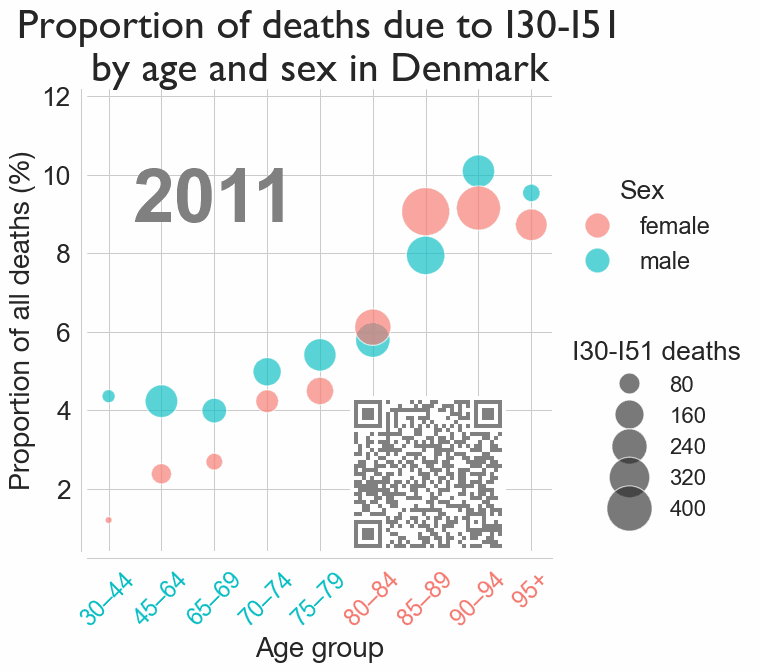 Proportion of deaths due to I30-I51
by age and sex in Denmark
12
10
8
6
4
2
Proportion of all deaths (%)
2011
30–44
45–64
65–69
70–74
75–79
80–84
85–89
90–94
95+
Age group
Sex
female
male
I30-I51 deaths
80
160
240
320
400